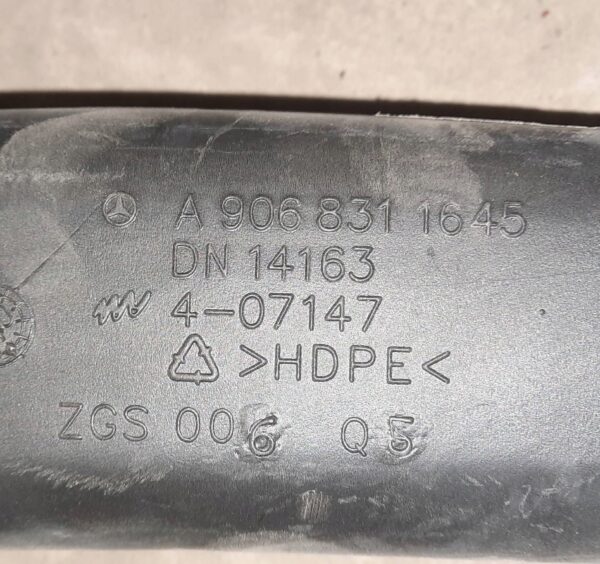 A 906 831 1645
DN 14163
4-07147
>HDPE<
ZGS 006 Q5